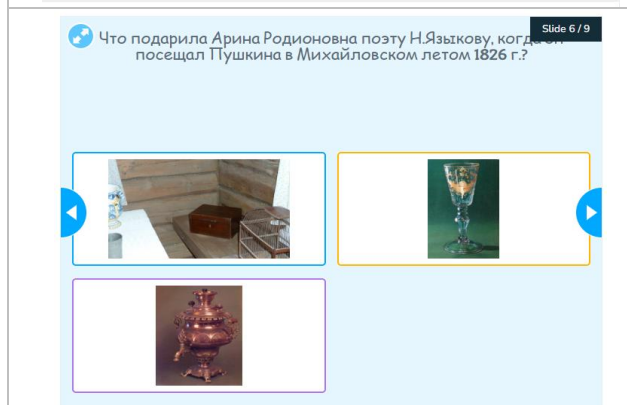 Slide 6 / 9
Что подарила Арина Родионовна поэту Н.Языкову, когда он
посещал Пушкина в Михайловском летом 1826 г.?